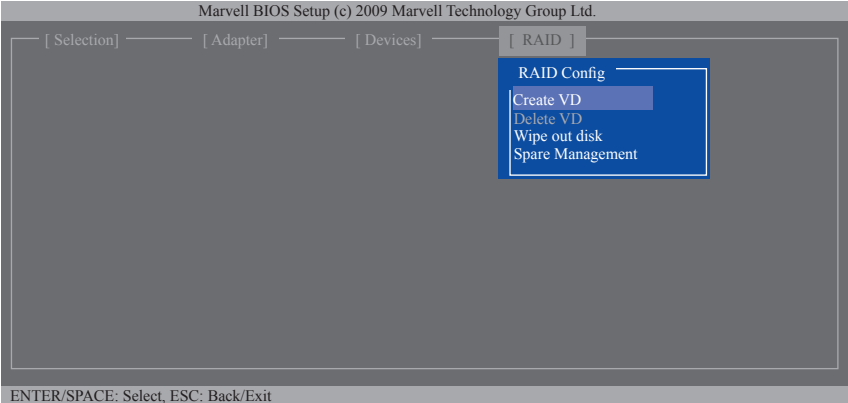 Marvell BIOS Setup (c) 2009 Marvell Technology Group Ltd.
[ Selection] [ Adapter] [ Devices] [ RAID ]
RAID Config
Create VD
Delete VD
Wipe out disk
Spare Management
ENTER/SPACE: Select, ESC: Back/Exit